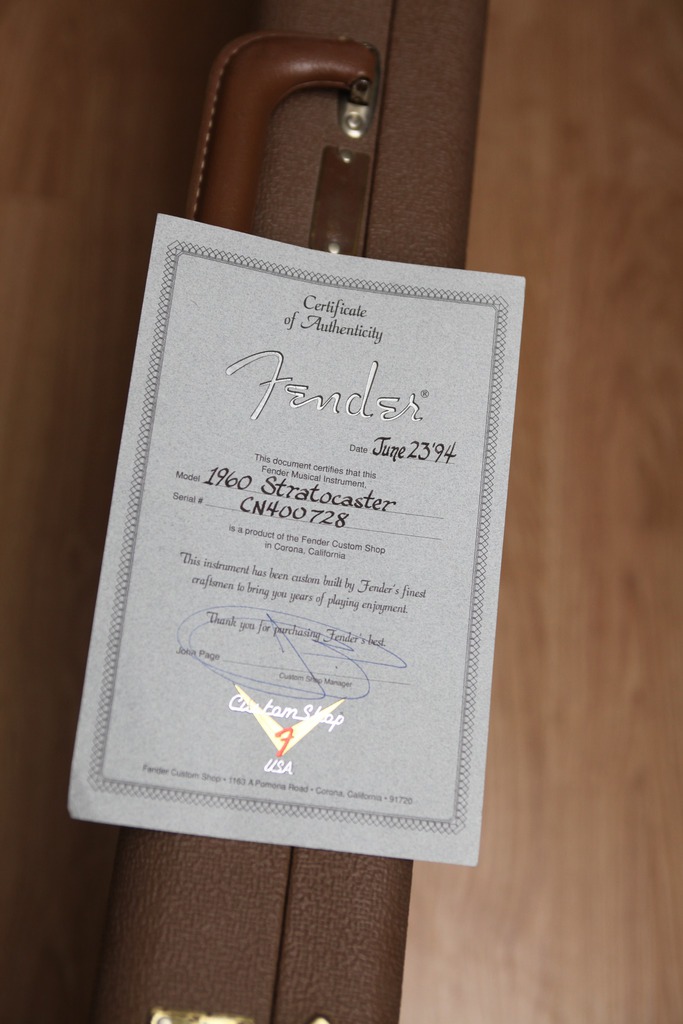 Certificate
of Authenticity
Fender®
Date June 23 '94
This document certifies that this
Fender Musical Instrument,
Model 1960 Stratocaster
Serial # CN400728
is a product of the Fender Custom Shop
in Corona, California
This instrument has been custom built by Fender's finest
craftsmen to bring you years of playing enjoyment.
Thank you for purchasing Fender's best.
John Page
Custom Shop Manager
Custom Shop
F
USA
Fender Custom Shop • 1163 A Pomona Road • Corona, California • 91720